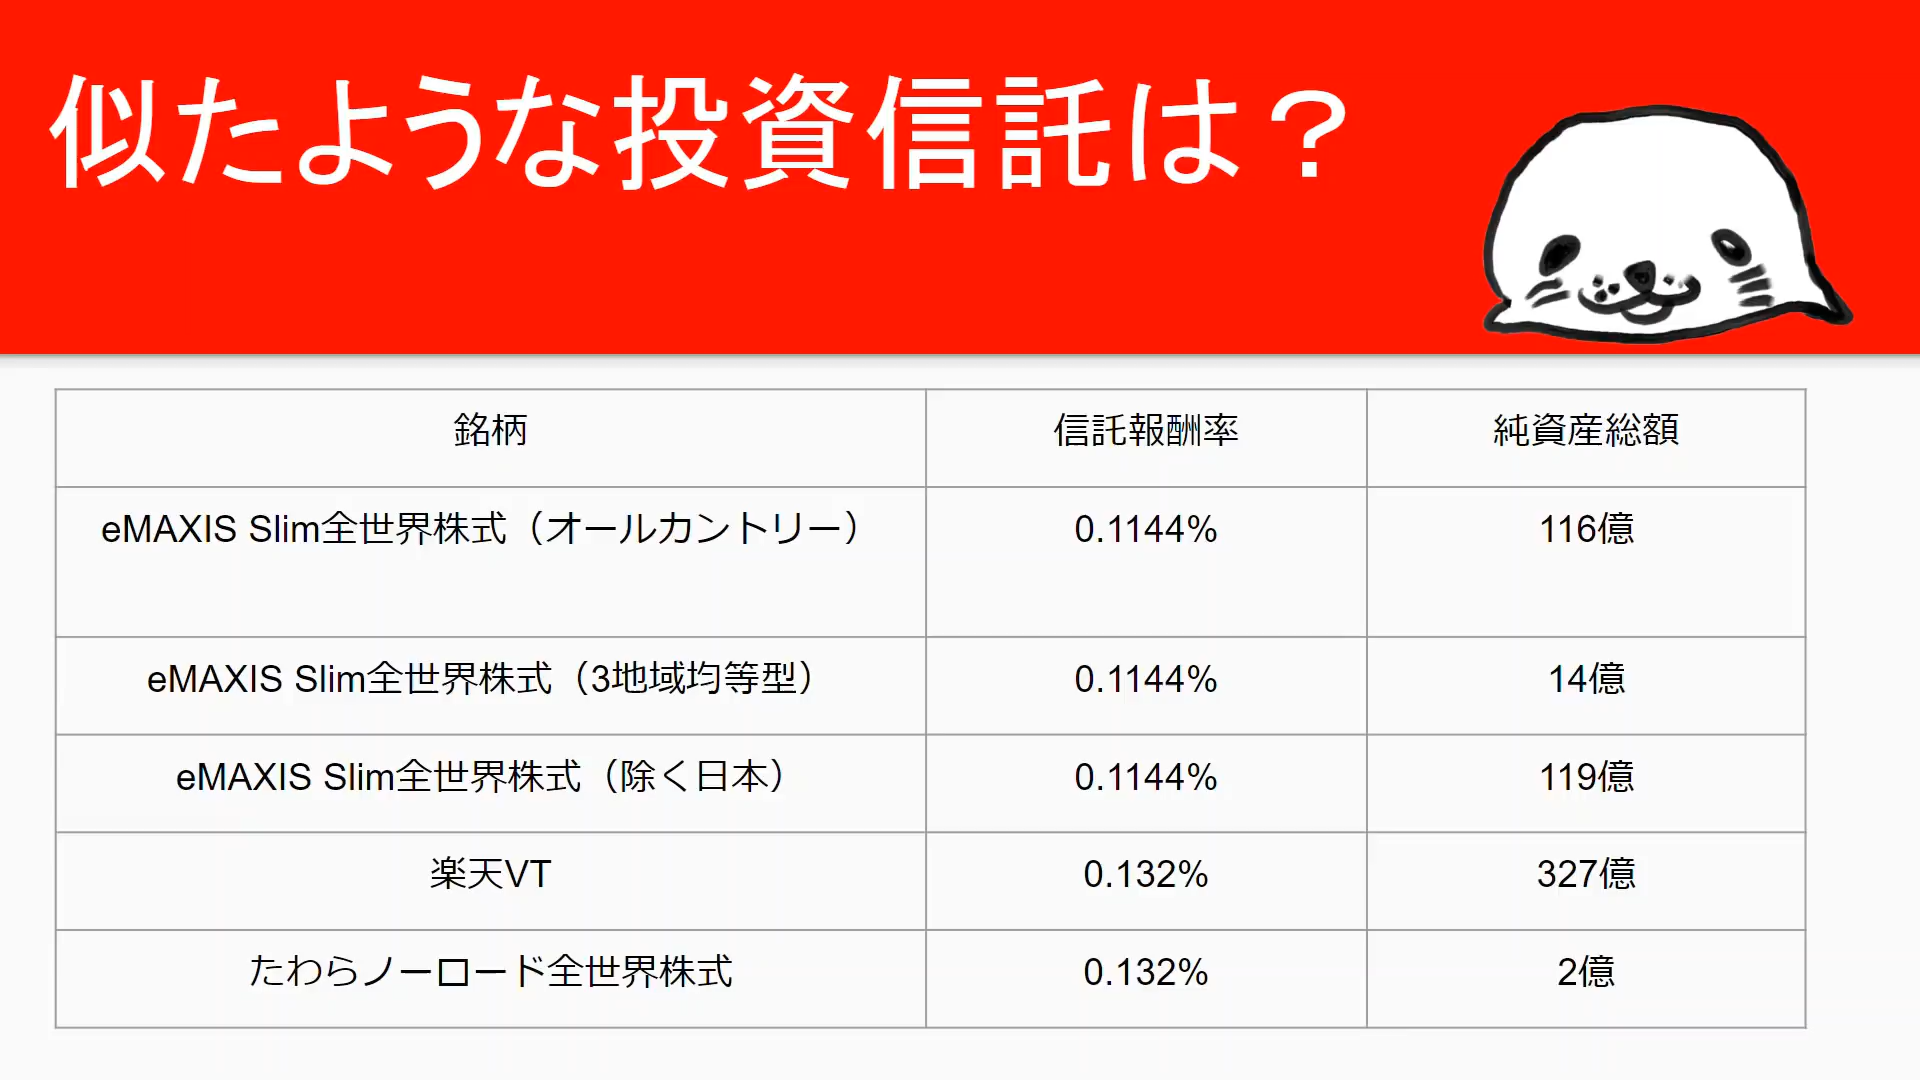 似たような投資信託は？
銘柄 信託報酬率 純資産総額
eMAXIS Slim全世界株式（オールカントリー） 0.1144% 116億
eMAXIS Slim全世界株式（3地域均等型） 0.1144% 14億
eMAXIS Slim全世界株式（除く日本） 0.1144% 119億
楽天VT 0.132% 327億
たわらノーロード全世界株式 0.132% 2億